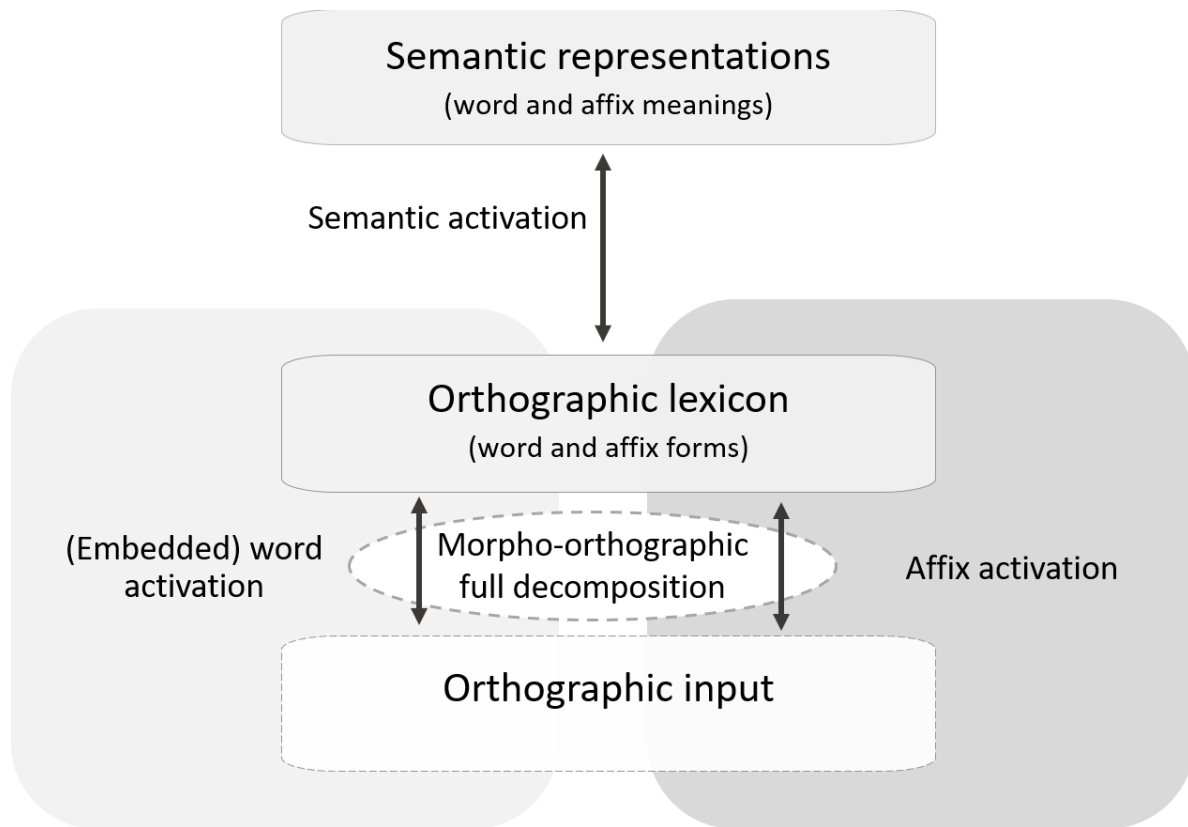 Semantic representations
(word and affix meanings)
Semantic activation
Orthographic lexicon
(word and affix forms)
(Embedded) word
activation
Morpho-orthographic
full decomposition
Affix activation
Orthographic input